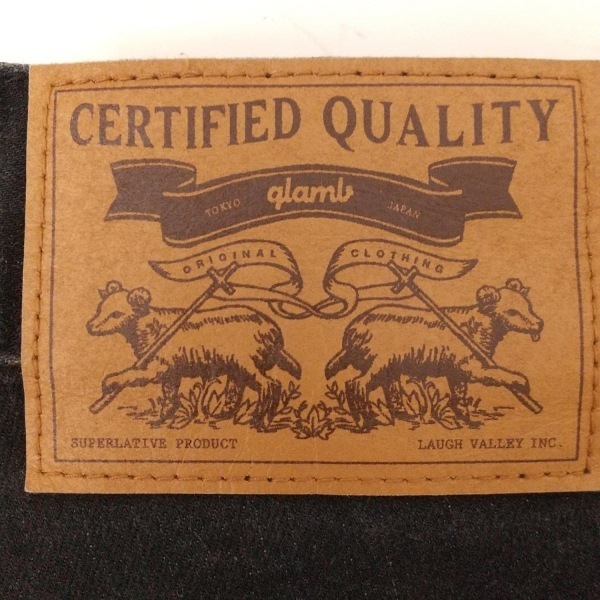 CERTIFIED QUALITY
glamb
TOKYO JAPAN
ORIGINAL CLOTHING
SUPERLATIVE PRODUCT LAUGH VALLEY INC.